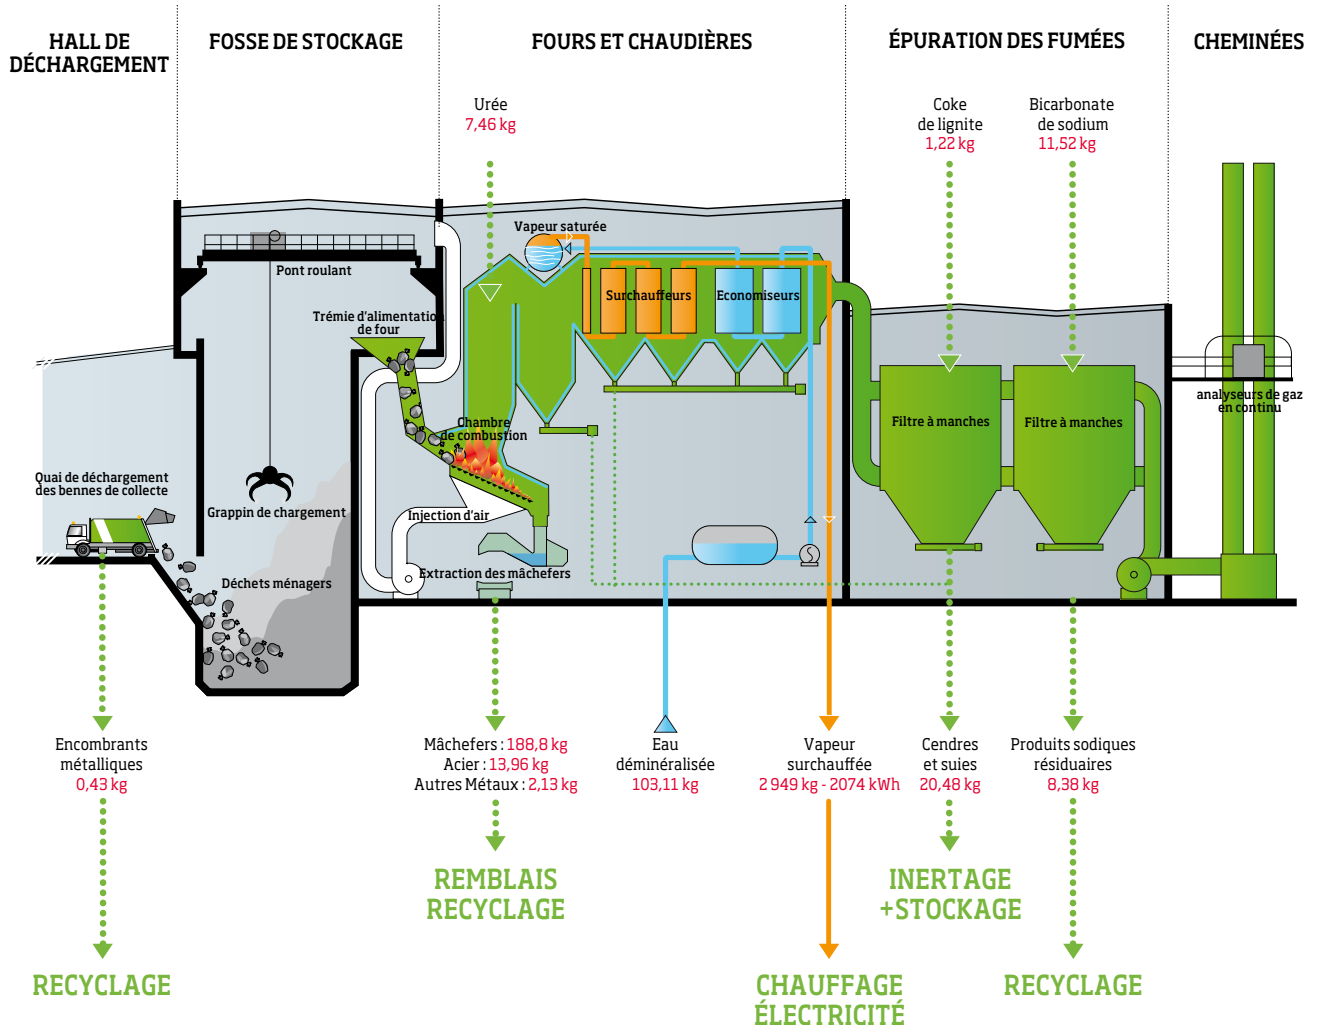 HALL DE
DÉCHARGEMENT
FOSSE DE STOCKAGE
FOURS ET CHAUDIÈRES
ÉPURATION DES FUMÉES
CHEMINÉES
Urée
7,46 kg
Coke
de lignite
1,22 kg
Bicarbonate
de sodium
11,52 kg
Vapeur saturée
Pont roulant
Surchauffeurs
Economiseurs
Trémie d'alimentation
de four
analyseurs de gaz
en continu
Chambre
de combustion
Filtre à manches
Filtre à manches
Quai de déchargement
des bennes de collecte
Grappin de chargement
Injection d'air
Déchets ménagers
Extraction des mâchefers
Encombrants
métalliques
0,43 kg
Mâchefers : 188,8 kg
Acier : 13,96 kg
Autres Métaux : 2,13 kg
Eau
déminéralisée
103,11 kg
Vapeur
surchauffée
2 949 kg - 2074 kWh
Cendres
et suies
20,48 kg
Produits sodiques
résiduaires
8,38 kg
REMBLAIS
RECYCLAGE
INERTAGE
+STOCKAGE
RECYCLAGE
CHAUFFAGE
ÉLECTRICITÉ
RECYCLAGE